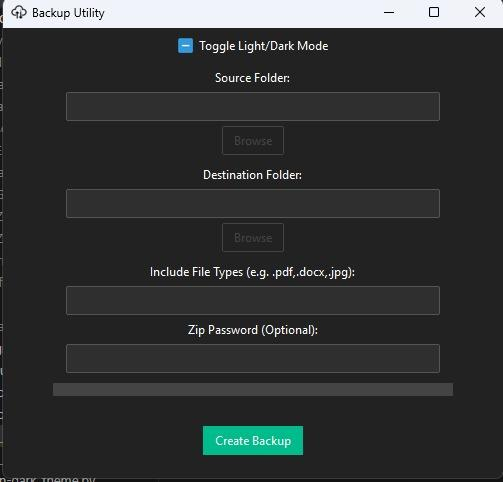 Backup Utility
Toggle Light/Dark Mode
Source Folder:
Browse
Destination Folder:
Browse
Include File Types (e.g. .pdf,.docx,.jpg):
Zip Password (Optional):
Create Backup